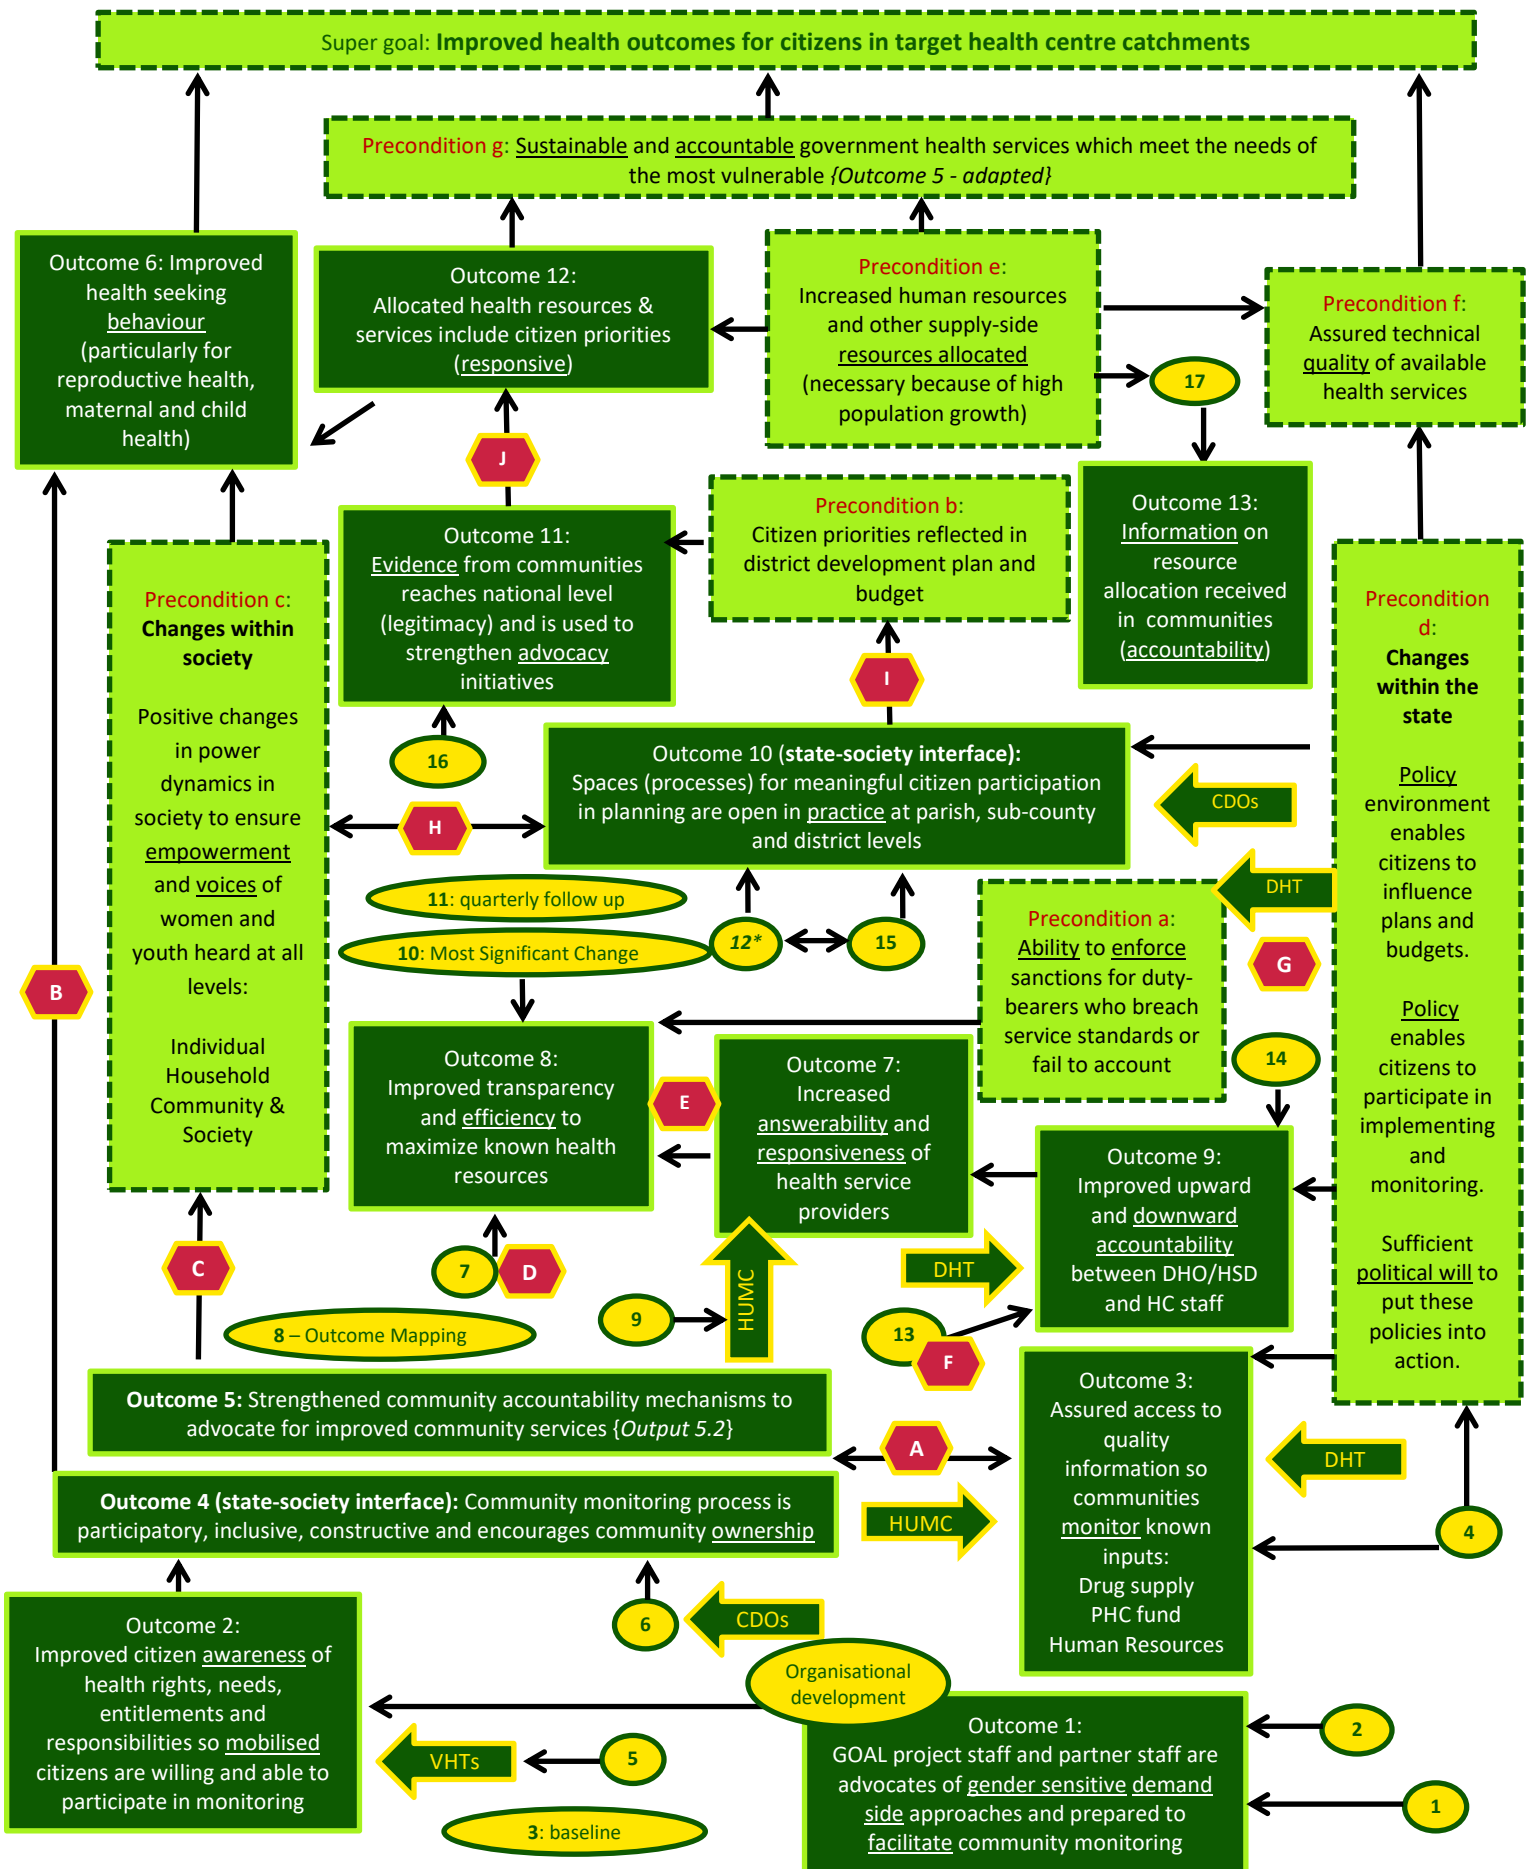 Super goal: Improved health outcomes for citizens in target health centre catchments
Precondition g: Sustainable and accountable government health services which meet the needs of
the most vulnerable {Outcome 5 - adapted}
Outcome 6: Improved
health seeking
behaviour
(particularly for
reproductive health,
maternal and child
health)
Outcome 12:
Allocated health resources &
services include citizen priorities
(responsive)
Precondition e:
Increased human resources
and other supply-side
resources allocated
(necessary because of high
population growth)
Precondition f:
Assured technical
quality of available
health services
17
J
Outcome 11:
Evidence from communities
reaches national level
(legitimacy) and is used to
strengthen advocacy
initiatives
Precondition b:
Citizen priorities reflected in
district development plan and
budget
Outcome 13:
Information on
resource
allocation received
in communities
(accountability)
Precondition c:
Changes within
society
Positive changes
in power
dynamics in
society to ensure
empowerment
and voices of
women and
youth heard at all
levels:
Individual
Household
Community &
Society
Precondition
d:
Changes
within the
state
Policy
environment
enables
citizens to
influence
plans and
budgets.
Policy
enables
citizens to
participate in
implementing
and
monitoring.
Sufficient
political will to
put these
policies into
action.
I
16
Outcome 10 (state-society interface):
Spaces (processes) for meaningful citizen participation
in planning are open in practice at parish, sub-county
and district levels
CDOs
H
DHT
11: quarterly follow up
10: Most Significant Change
12*
15
Precondition a:
Ability to enforce
sanctions for duty-
bearers who breach
service standards or
fail to account
G
B
14
Outcome 8:
Improved transparency
and efficiency to
maximize known health
resources
E
Outcome 7:
Increased
answerability and
responsiveness of
health service
providers
Outcome 9:
Improved upward
and downward
accountability
between DHO/HSD
and HC staff
C
7
D
HUMC
DHT
8 – Outcome Mapping
9
13
F
Outcome 5: Strengthened community accountability mechanisms to
advocate for improved community services {Output 5.2}
A
Outcome 3:
Assured access to
quality
information so
communities
monitor known
inputs:
Drug supply
PHC fund
Human Resources
DHT
Outcome 4 (state-society interface): Community monitoring process is
participatory, inclusive, constructive and encourages community ownership
HUMC
4
Outcome 2:
Improved citizen awareness of
health rights, needs,
entitlements and
responsibilities so mobilised
citizens are willing and able to
participate in monitoring
6
CDOs
Organisational
development
VHTs
5
3: baseline
Outcome 1:
GOAL project staff and partner staff are
advocates of gender sensitive demand
side approaches and prepared to
facilitate community monitoring
2
1